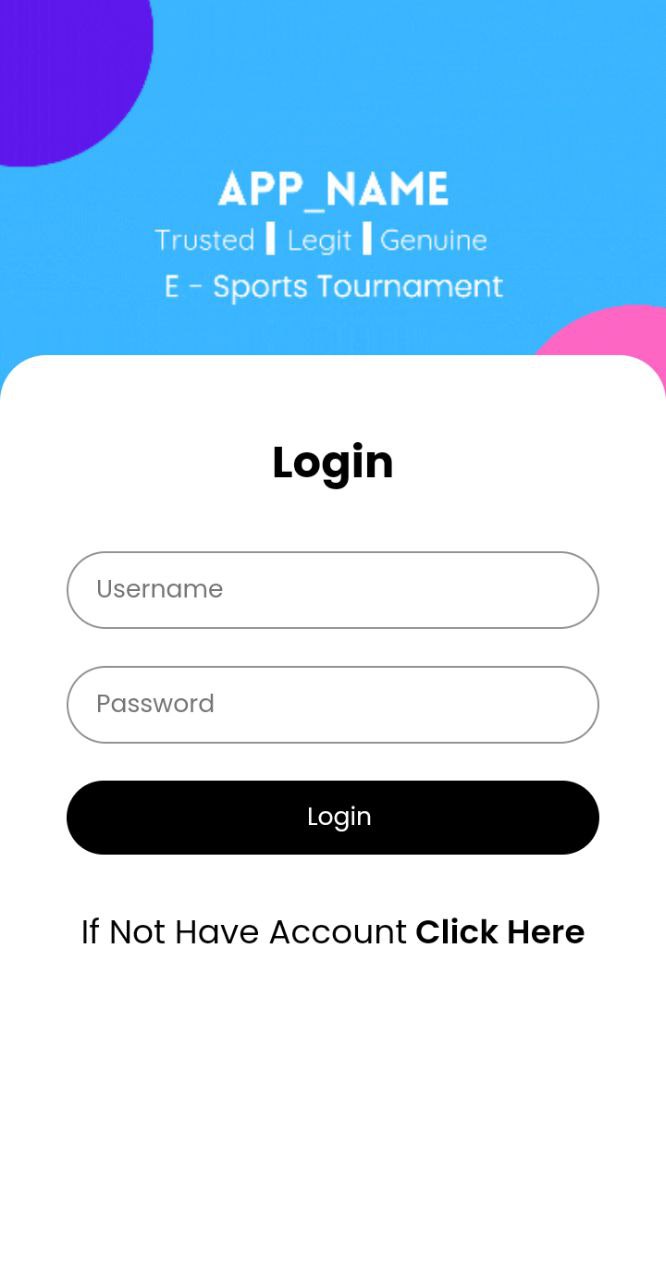 APP_NAME
Trusted | Legit | Genuine
E - Sports Tournament
Login
Username
Password
Login
If Not Have Account Click Here